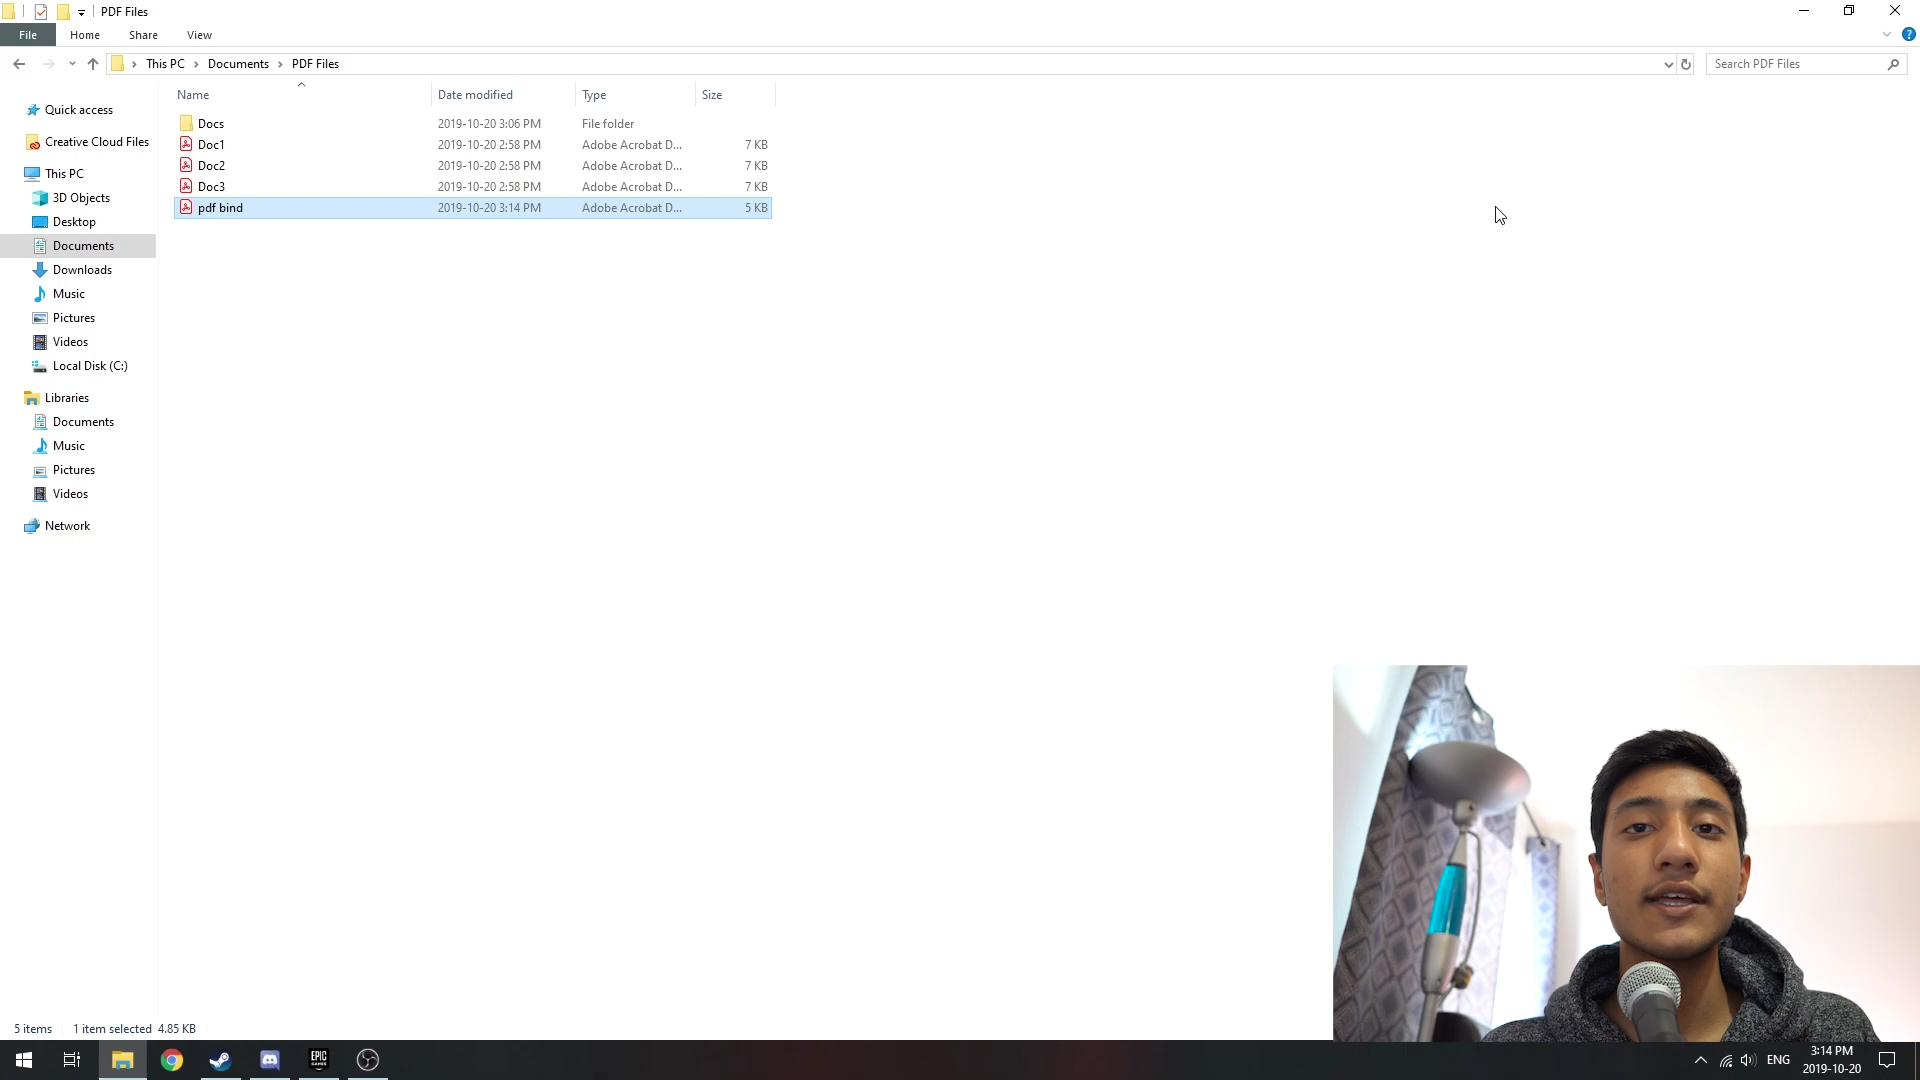 PDF Files
File Home Share View
This PC Documents PDF Files
Search PDF Files
Name Date modified Type Size
Docs 2019-10-20 3:06 PM File folder
Doc1 2019-10-20 2:58 PM Adobe Acrobat D... 7 KB
Doc2 2019-10-20 2:58 PM Adobe Acrobat D... 7 KB
Doc3 2019-10-20 2:58 PM Adobe Acrobat D... 7 KB
pdf bind 2019-10-20 3:14 PM Adobe Acrobat D... 5 KB
Quick access
Creative Cloud Files
This PC
3D Objects
Desktop
Documents
Downloads
Music
Pictures
Videos
Local Disk (C:)
Libraries
Documents
Music
Pictures
Videos
Network
5 items 1 item selected 4.85 KB
EPIC
GAMES
ENG
3:14 PM
2019-10-20